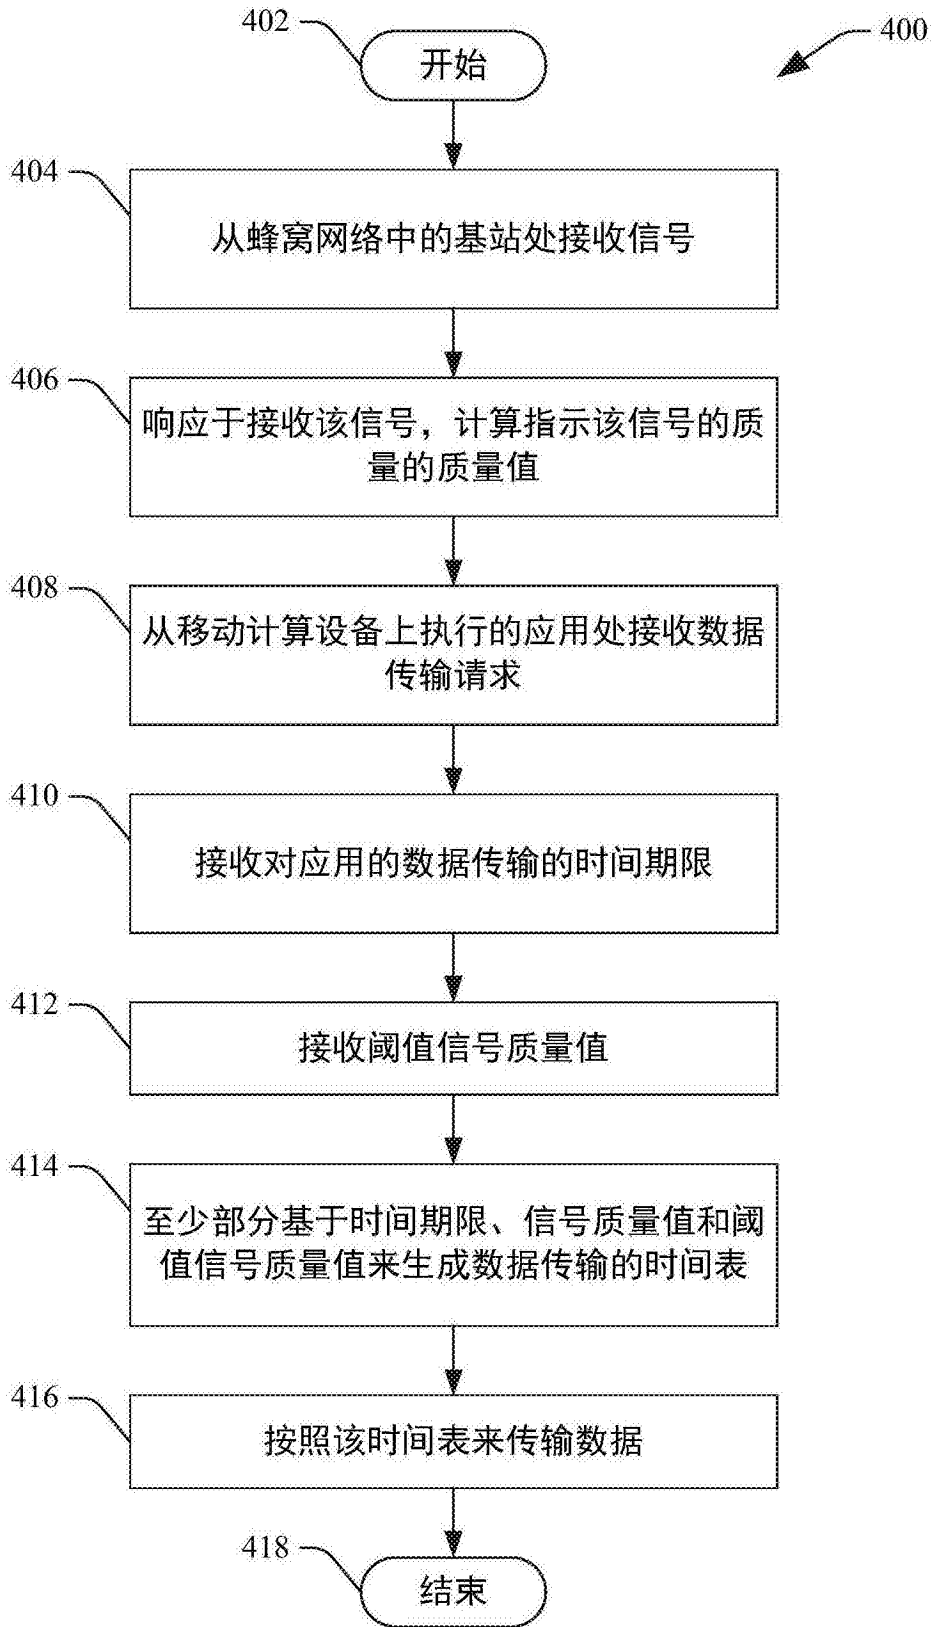 402
开始
400
404
从蜂窝网络中的基站处接收信号
406
响应于接收该信号，计算指示该信号的质
量的质量值
408
从移动计算设备上执行的应用处接收数据
传输请求
410
接收对应用的数据传输的时间期限
412
接收阈值信号质量值
414
至少部分基于时间期限、信号质量值和阈
值信号质量值来生成数据传输的时间表
416
按照该时间表来传输数据
418
结束